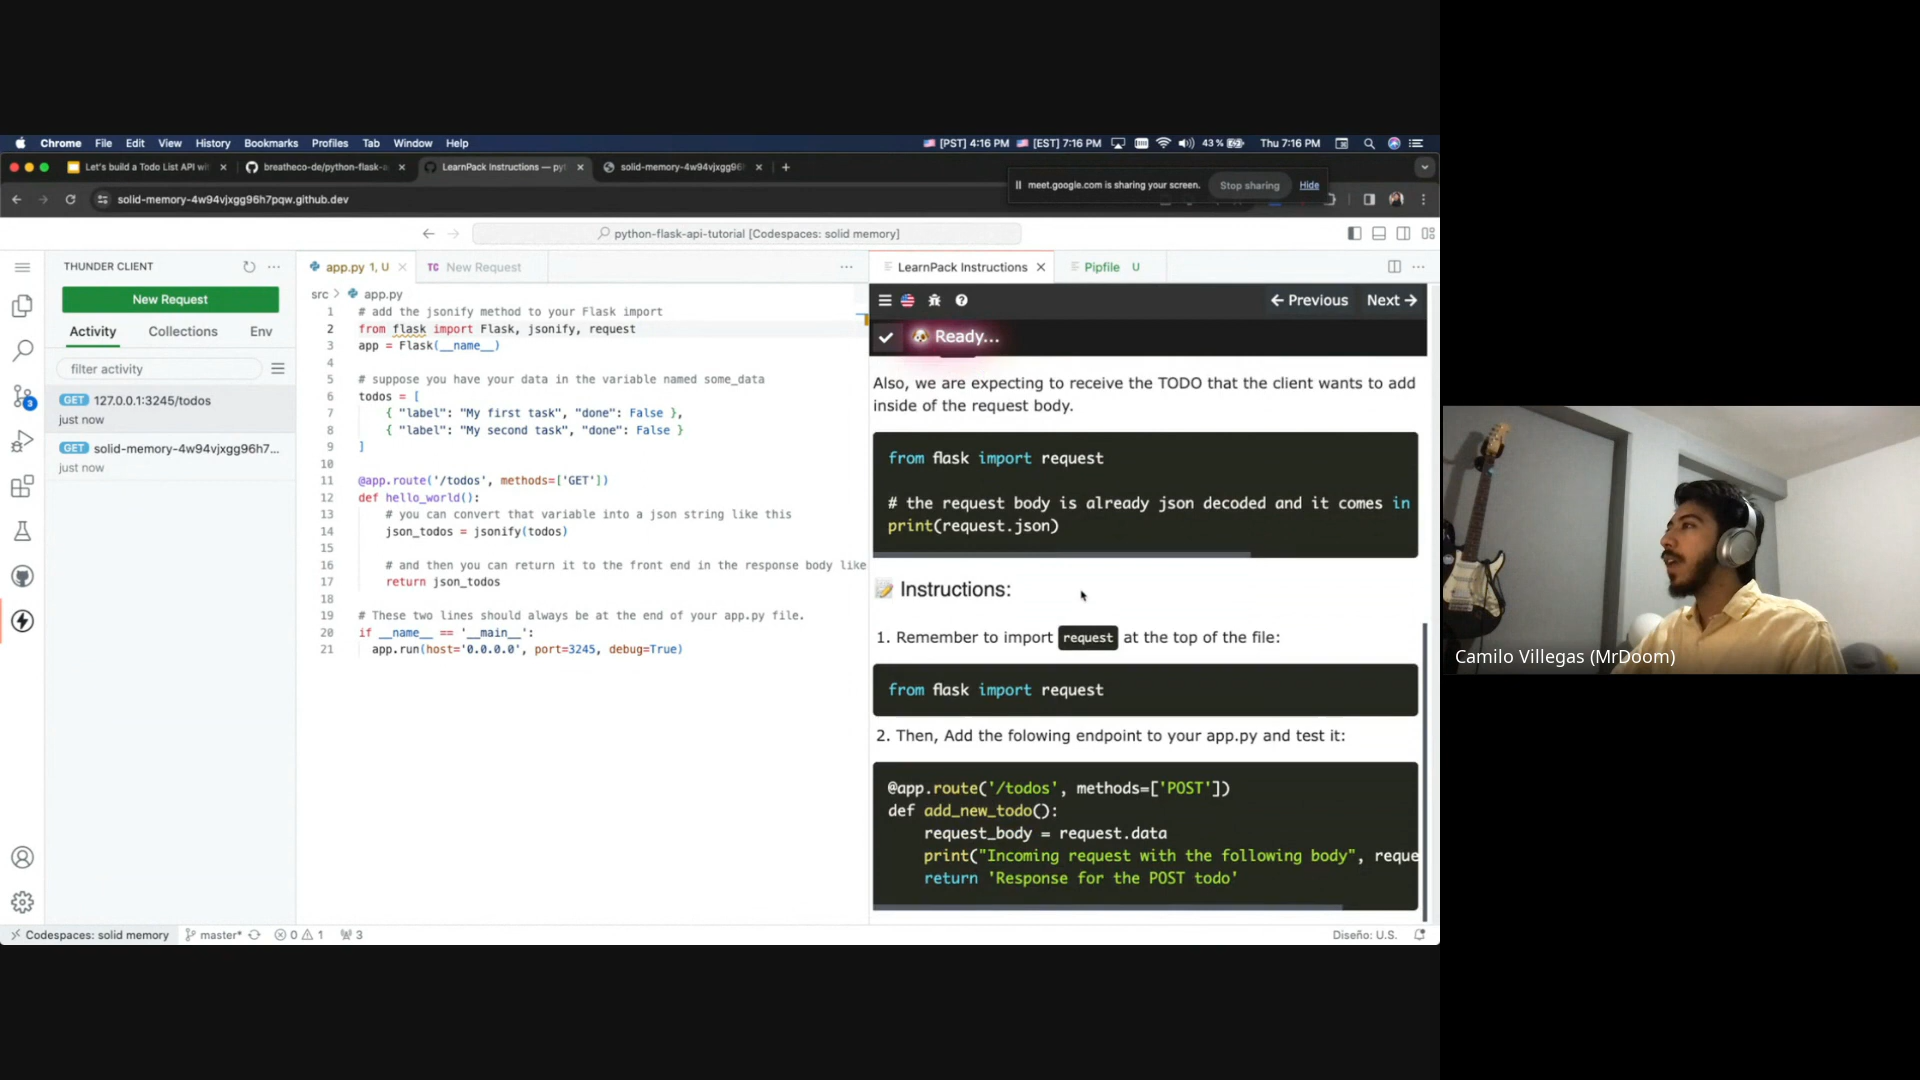 Chrome File Edit View History Bookmarks Profiles Tab Window Help
[PST] 4:16 PM [EST] 7:16 PM 43% Thu 7:16 PM
Let's build a Todo List API wi
breatheco-de/python-flask-a
LearnPack Instructions — pyt
solid-memory-4w94vjxgg96h
meet.google.com is sharing your screen. Stop sharing Hide
solid-memory-4w94vjxgg96h7pqw.github.dev
python-flask-api-tutorial [Codespaces: solid memory]
THUNDER CLIENT
New Request
Activity Collections Env
filter activity
GET 127.0.0.1:3245/todos
just now
GET solid-memory-4w94vjxgg96h7...
just now
3
app.py 1, U
TC New Request
src > app.py
1 # add the jsonify method to your Flask import
2 from flask import Flask, jsonify, request
3 app = Flask(__name__)
4
5 # suppose you have your data in the variable named some_data
6 todos = [
7 { "label": "My first task", "done": False },
8 { "label": "My second task", "done": False }
9 ]
10
11 @app.route('/todos', methods=['GET'])
12 def hello_world():
13 # you can convert that variable into a json string like this
14 json_todos = jsonify(todos)
15
16 # and then you can return it to the front end in the response body like
17 return json_todos
18
19 # These two lines should always be at the end of your app.py file.
20 if __name__ == '__main__':
21 app.run(host='0.0.0.0', port=3245, debug=True)
LearnPack Instructions
Pipfile U
Previous Next
Ready...
Also, we are expecting to receive the TODO that the client wants to add
inside of the request body.
from flask import request
# the request body is already json decoded and it comes in
print(request.json)
Instructions:
1. Remember to import request at the top of the file:
from flask import request
2. Then, Add the folowing endpoint to your app.py and test it:
@app.route('/todos', methods=['POST'])
def add_new_todo():
request_body = request.data
print("Incoming request with the following body", reque
return 'Response for the POST todo'
Codespaces: solid memory master* 0 1 3
Diseño: U.S.
Camilo Villegas (MrDoom)